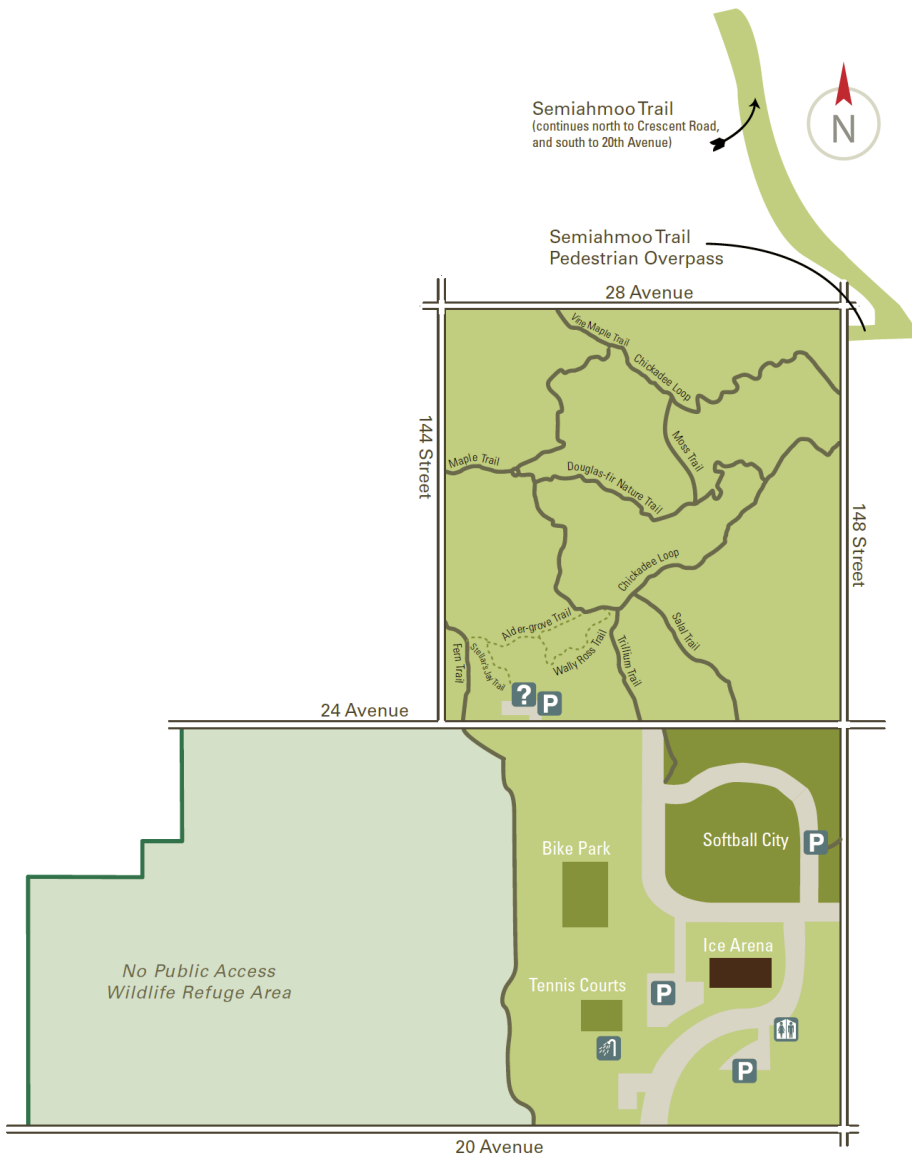 Semiahmoo Trail
(continues north to Crescent Road,
and south to 20th Avenue)
N
Semiahmoo Trail
Pedestrian Overpass
28 Avenue
Vine Maple Trail
Chickadee Loop
144 Street
Maple Trail
Moss Trail
Douglas-fir Nature Trail
148 Street
Chickadee Loop
Alder-grove Trail
Salal Trail
Fern Trail
Stellar's Jay Trail
Wally Ross Trail
Trillium Trail
?
P
24 Avenue
Softball City
P
Bike Park
Ice Arena
No Public Access
Wildlife Refuge Area
Tennis Courts
P
P
20 Avenue